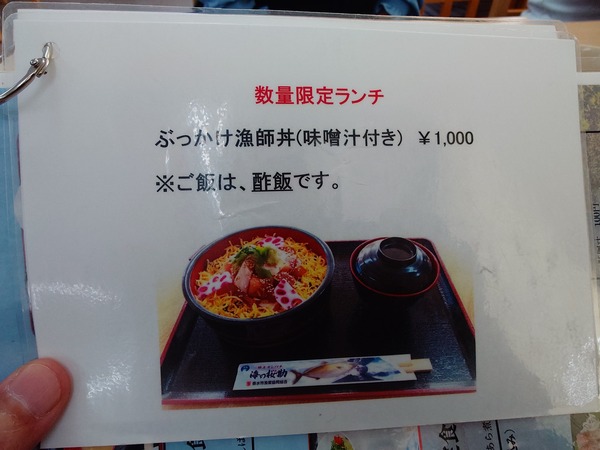 数量限定ランチ
ぶっかけ漁師丼(味噌汁付き) ￥1,000
※ご飯は、酢飯です。